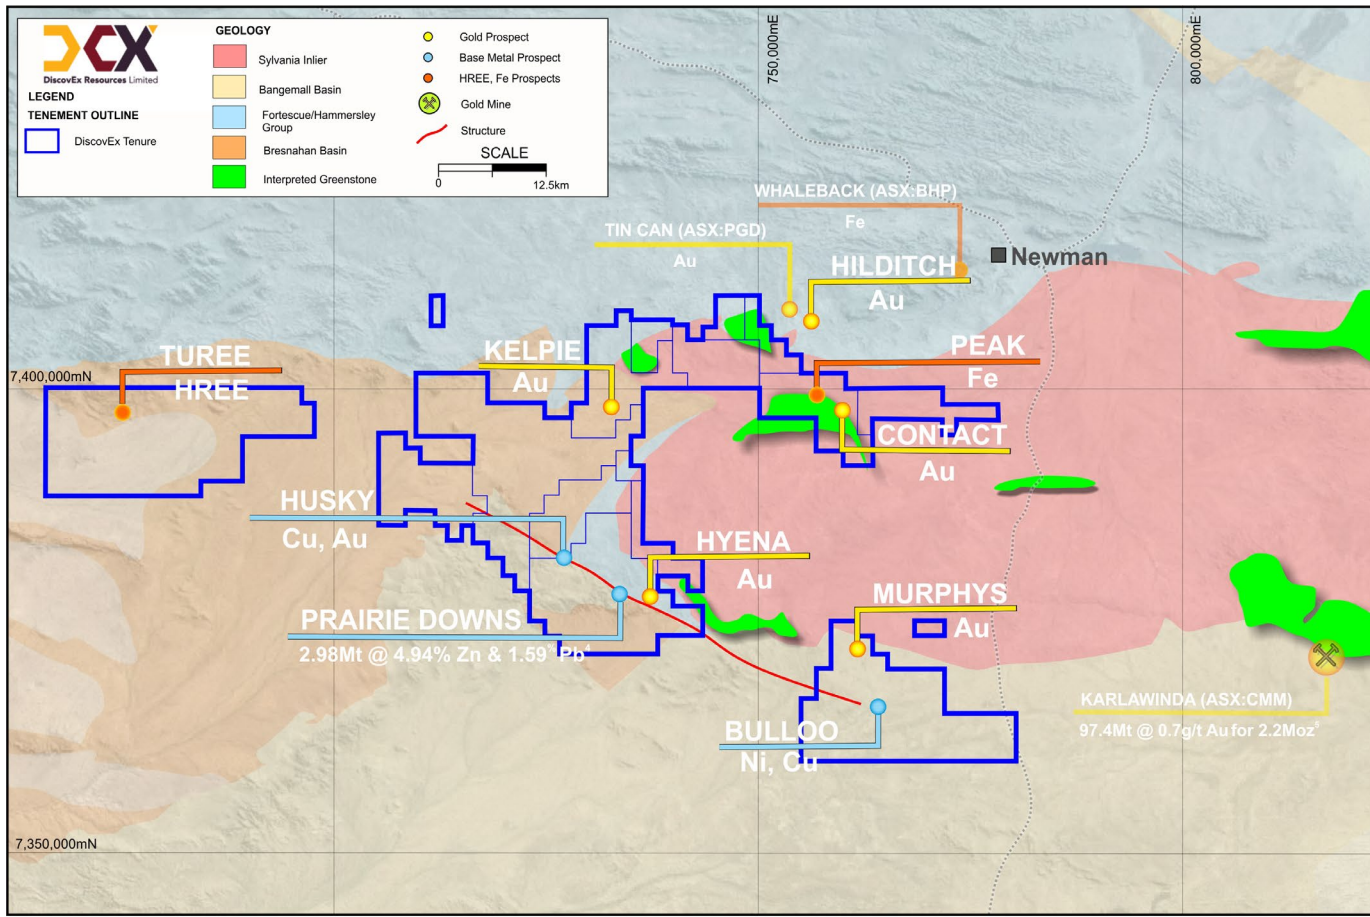 DCX
DiscovEx Resources Limited
LEGEND
TENEMENT OUTLINE
DiscovEx Tenure
GEOLOGY
Sylvania Inlier
Bangemall Basin
Fortescue/Hammersley
Group
Bresnahan Basin
Interpreted Greenstone
Gold Prospect
Base Metal Prospect
HREE, Fe Prospects
Gold Mine
Structure
SCALE
0
12.5km
750,000mE
800,000mE
WHALEBACK (ASX:BHP)
Fe
TIN CAN (ASX:PGD)
Au
HILDITCH
Au
Newman
TUREE
HREE
KELPIE
Au
PEAK
Fe
7,400,000mN
CONTACT
Au
HUSKY
Cu, Au
HYENA
Au
MURPHYS
Au
PRAIRIE DOWNS
2.98Mt @ 4.94% Zn & 1.59% Pb
KARLAWINDA (ASX:CMM)
97.4Mt @ 0.7g/t Au for 2.2Moz
BULLOO
Ni, Cu
7,350,000mN